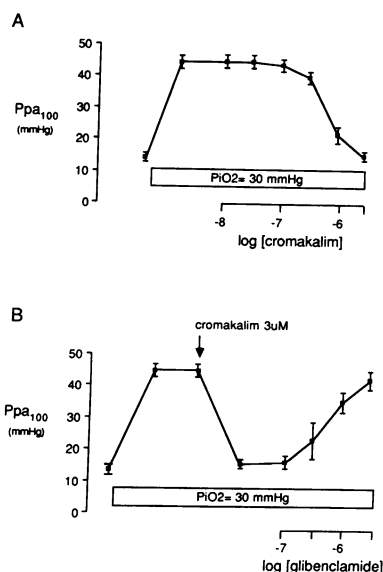 A
50
40
Ppa100
30
(mmHg)
20
10
PiO2= 30 mmHg
0
-8 -7 -6
log [cromakalim]
B
cromakalim 3uM
50
40
Ppa100
30
(mmHg)
20
10
PiO2= 30 mmHg
0
-7 -6
log [glibenclamide]